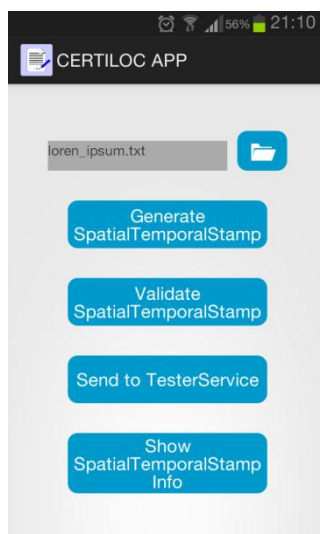 56% 21:10
CERTILOC APP
loren_ipsum.txt
Generate
SpatialTemporalStamp
Validate
SpatialTemporalStamp
Send to TesterService
Show
SpatialTemporalStamp
Info